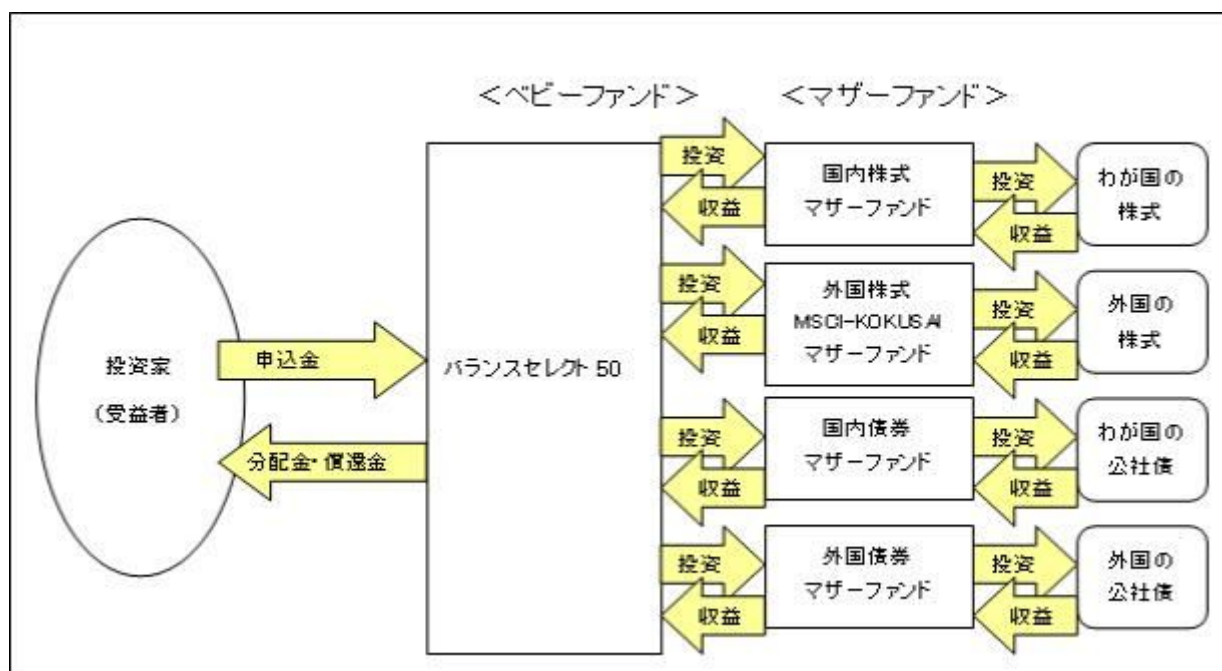 <ベビーファンド>
<マザーファンド>
投資家
(受益者)
申込金
分配金・償還金
バランスセレクト 50
投資
収益
国内株式
マザーファンド
投資
収益
わが国の
株式
投資
収益
外国株式
MSCI-KOKUSAI
マザーファンド
投資
収益
外国の
株式
投資
収益
国内債券
マザーファンド
投資
収益
わが国の
公社債
投資
収益
外国債券
マザーファンド
投資
収益
外国の
公社債